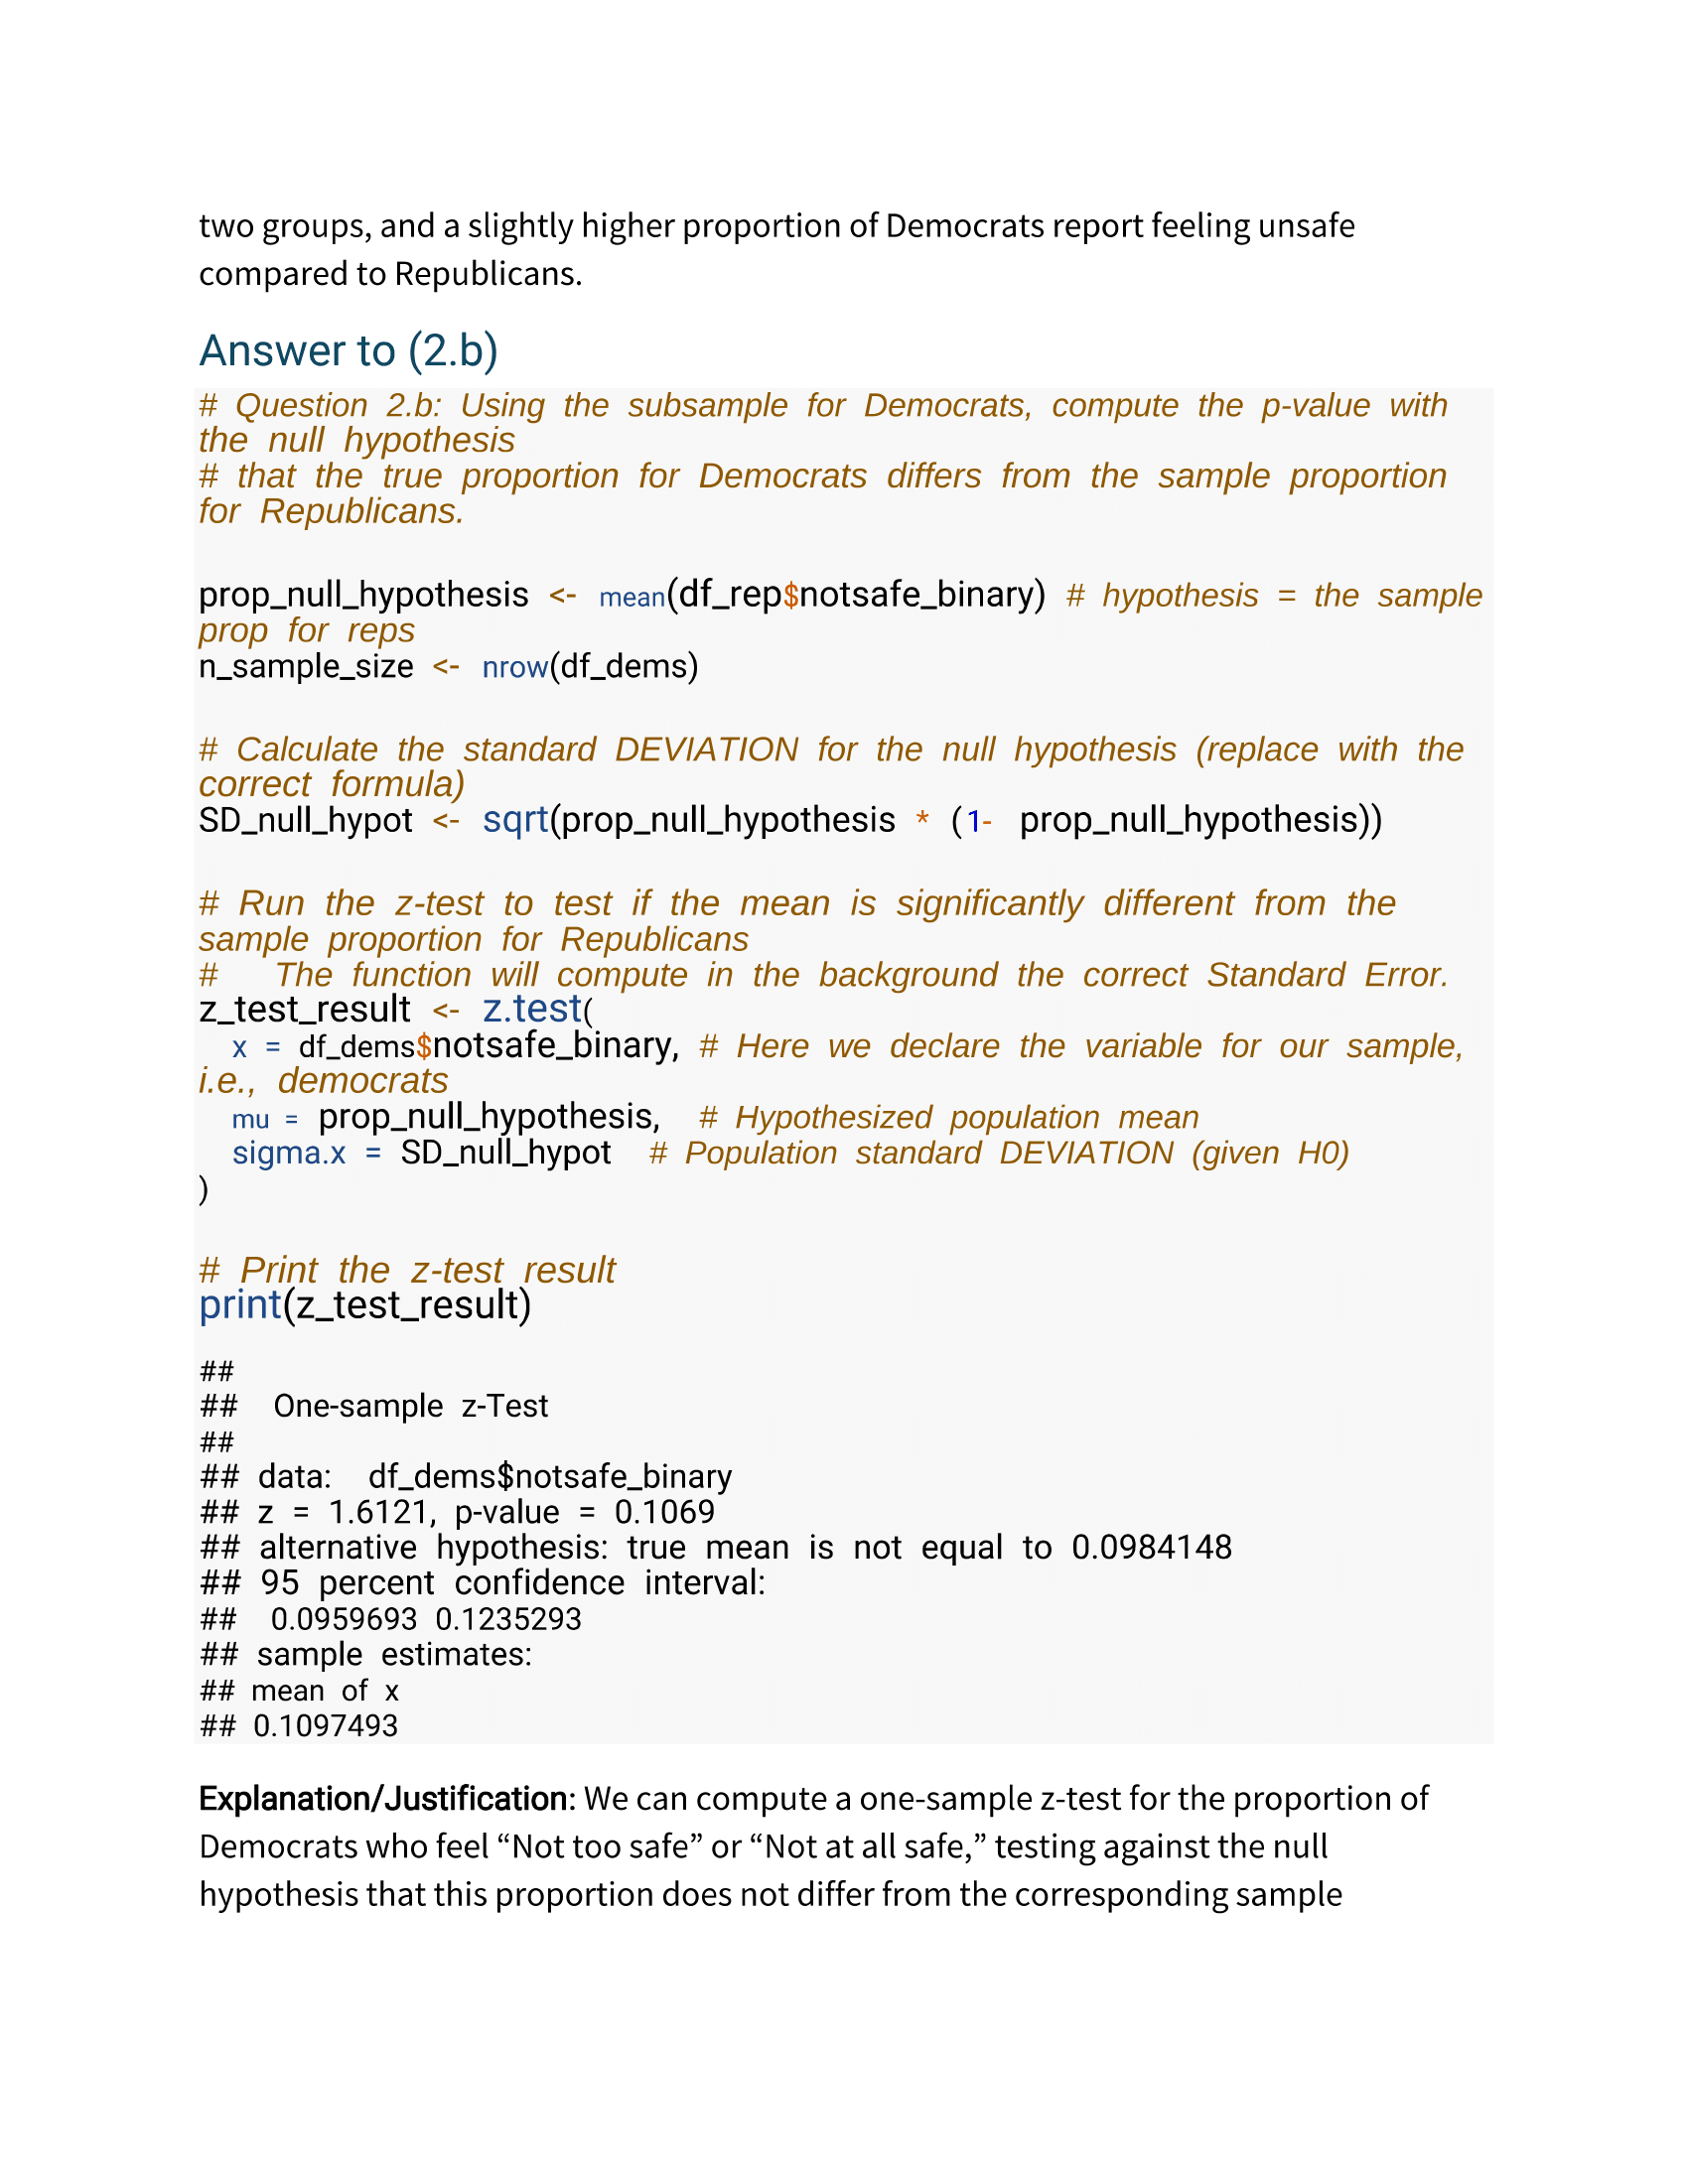 two groups, and a slightly higher proportion of Democrats report feeling unsafe
compared to Republicans.
Answer to (2.b)
# Question 2.b: Using the subsample for Democrats, compute the p-value with
the null hypothesis
# that the true proportion for Democrats differs from the sample proportion
for Republicans.
prop_null_hypothesis <- mean(df_rep$notsafe_binary) # hypothesis = the sample
prop for reps
n_sample_size <- nrow(df_dems)
# Calculate the standard DEVIATION for the null hypothesis (replace with the
correct formula)
SD_null_hypot <- sqrt(prop_null_hypothesis * (1- prop_null_hypothesis))
# Run the z-test to test if the mean is significantly different from the
sample proportion for Republicans
#   The function will compute in the background the correct Standard Error.
z_test_result <- z.test(
  x = df_dems$notsafe_binary, # Here we declare the variable for our sample,
i.e., democrats
  mu = prop_null_hypothesis,  # Hypothesized population mean
  sigma.x = SD_null_hypot  # Population standard DEVIATION (given H0)
)
# Print the z-test result
print(z_test_result)
##
##  One-sample z-Test
##
## data:  df_dems$notsafe_binary
## z = 1.6121, p-value = 0.1069
## alternative hypothesis: true mean is not equal to 0.0984148
## 95 percent confidence interval:
##  0.0959693 0.1235293
## sample estimates:
## mean of x
## 0.1097493
Explanation/Justification: We can compute a one-sample z-test for the proportion of
Democrats who feel “Not too safe” or “Not at all safe,” testing against the null
hypothesis that this proportion does not differ from the corresponding sample